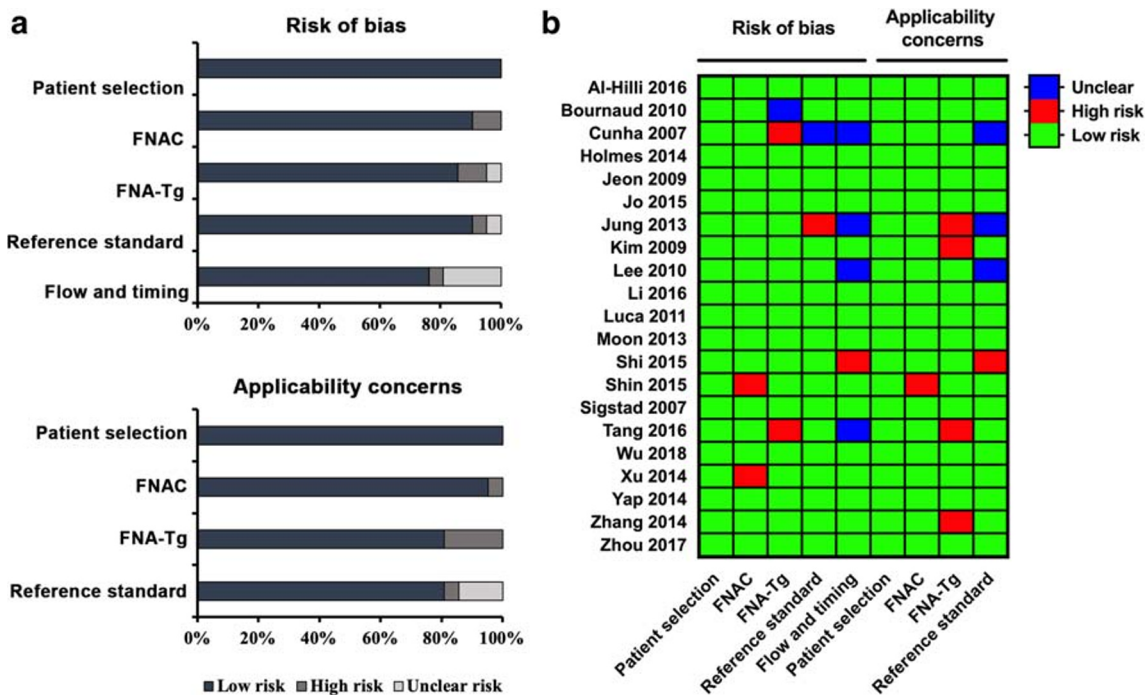 a
Risk of bias
Patient selection
FNAC
FNA-Tg
Reference standard
Flow and timing
0% 20% 40% 60% 80% 100%
Applicability concerns
Patient selection
FNAC
FNA-Tg
Reference standard
0% 20% 40% 60% 80% 100%
Low risk High risk Unclear risk
b
Risk of bias
Applicability
concerns
Al-Hilli 2016
Bournaud 2010
Cunha 2007
Holmes 2014
Jeon 2009
Jo 2015
Jung 2013
Kim 2009
Lee 2010
Li 2016
Luca 2011
Moon 2013
Shi 2015
Shin 2015
Sigstad 2007
Tang 2016
Wu 2018
Xu 2014
Yap 2014
Zhang 2014
Zhou 2017
Unclear
High risk
Low risk
Patient selection
FNAC
FNA-Tg
Reference standard
Flow and timing
Patient selection
FNAC
FNA-Tg
Reference standard